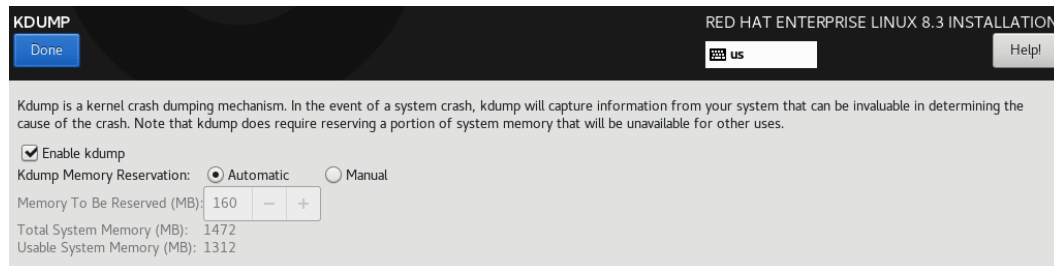 KDUMP
RED HAT ENTERPRISE LINUX 8.3 INSTALLATION
Done
us
Help!
Kdump is a kernel crash dumping mechanism. In the event of a system crash, kdump will capture information from your system that can be invaluable in determining the
cause of the crash. Note that kdump does require reserving a portion of system memory that will be unavailable for other uses.
Enable kdump
Kdump Memory Reservation: Automatic Manual
Memory To Be Reserved (MB): 160 − +
Total System Memory (MB): 1472
Usable System Memory (MB): 1312